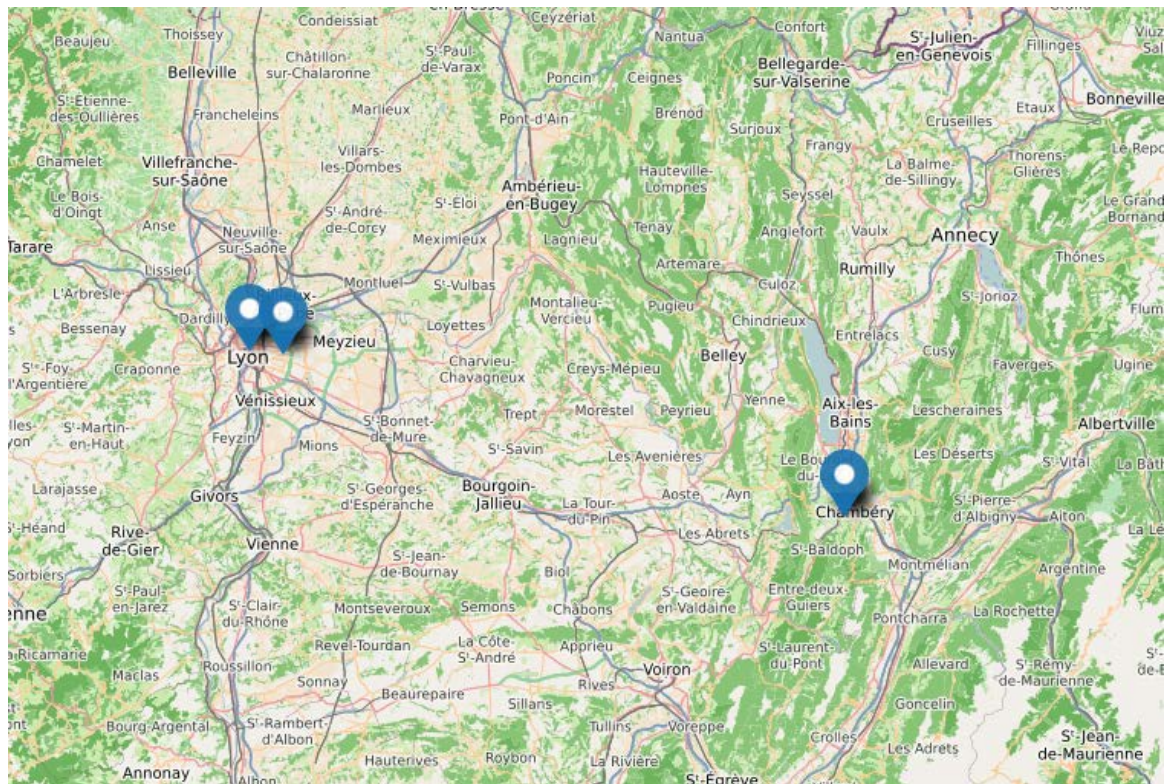 Condeissiat
Ceyzériat
Confort
Sᵗ-Julien-
en-Genevois
Fillings
Beaujeu
Thoissey
Châtillon
-sur-Chalaronne
Sᵗ-Paul-
de-Varax
Nantua
Bellegarde-
sur-Valserine
Belleville
Poncin
Ceignes
Sᵗ-Étienne-
des-Oullières
Francheleins
Marlieux
Pont-d'Ain
Brénod
Surjoux
Cruseilles
Etaux
Bonneville
Chamelet
Villefranche-
sur-Saône
Villars-
les-Dombes
Frangy
Thorens-
Glières
Hauteville-
Lompnes
La Balme-
de-Sillingy
Le Bois-
d'Oingt
Ambérieu-
en-Bugey
Seyssel
Sᵗ-André-
de-Corcy
Sᵗ-Éloi
Le Grand-
Bornand
Anse
Neuville-
sur-Saône
Meximieux
Lagnieu
Tenay
Anglefort
Vaulx
Annecy
Tarare
Lissieu
Artemare
Rumilly
Thônes
L'Arbresle
Montluel
Sᵗ-Vulbas
Culoz
Sᵗ-Jorioz
Bessenay
Dardilly
Montalieu-
Vercieu
Pugieu
Chindrieux
Entrelacs
Loyettes
Meyzieu
Lyon
Craponne
Charvieu-
Chavagneux
Creys-Mépieu
Belley
Cusy
Faverges
Ugine
Sᵗ-Foy-
l'Argentière
Vénissieux
Trept
Morestel
Peyrieu
Yenne
Aix-les-
Bains
Lescheraines
Sᵗ-Martin-
en-Haut
Feyzin
Mions
Sᵗ-Bonnet-
de-Mure
Sᵗ-Savin
Les Avenières
Albertville
Les Déserts
Sᵗ-Vital
Larajasse
Givors
Sᵗ-Georges-
d'Espéranche
Bourgoin-
Jallieu
La Tour-
du-Pin
Aoste
Ayn
Chambéry
Sᵗ-Pierre-
d'Albigny
Aiton
Sᵗ-Héand
Rive-
de-Gier
Vienne
Les Abrets
Sᵗ-Baldoph
Sᵗ-Jean-
de-Bournay
Biol
Montmélian
Argentine
Sorbiers
Sᵗ-Paul-
en-Jarez
Sᵗ-Clair-
du-Rhône
Montseveroux
Semons
Chabons
Sᵗ-Geoire-
en-Valdaine
Entre-deux-
Guiers
Pontcharra
La Rochette
Revel-Tourdan
La Côte-
Sᵗ-André
Apprieu
Sᵗ-Laurent-
du-Pont
Allevard
Sᵗ-Rémy-
de-Maurienne
Maclas
Roussillon
Sonnay
Voiron
Beaurepaire
Rives
Goncelin
Sillans
Bourg-Argental
Sᵗ-Rambert-
d'Albon
Tullins
Voreppe
Crolles
Les Adrets
Sᵗ-Jean-
de-Maurienne
Annonay
Hauterives
Roybon
La Rivière
Sᵗ-Égrève